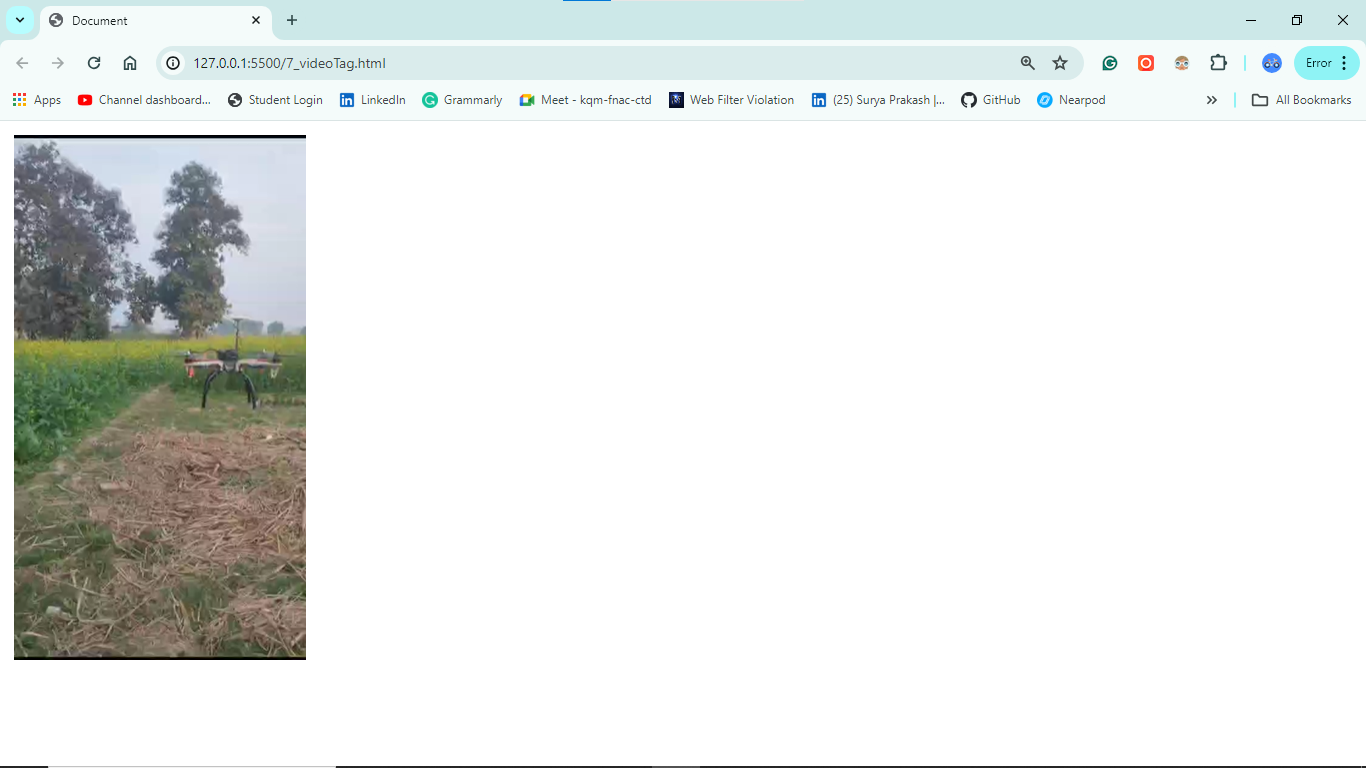 Document
127.0.0.1:5500/7_videoTag.html
Error
Apps
Channel dashboard...
Student Login
LinkedIn
Grammarly
Meet - kqm-fnac-ctd
Web Filter Violation
(25) Surya Prakash |...
GitHub
Nearpod
All Bookmarks